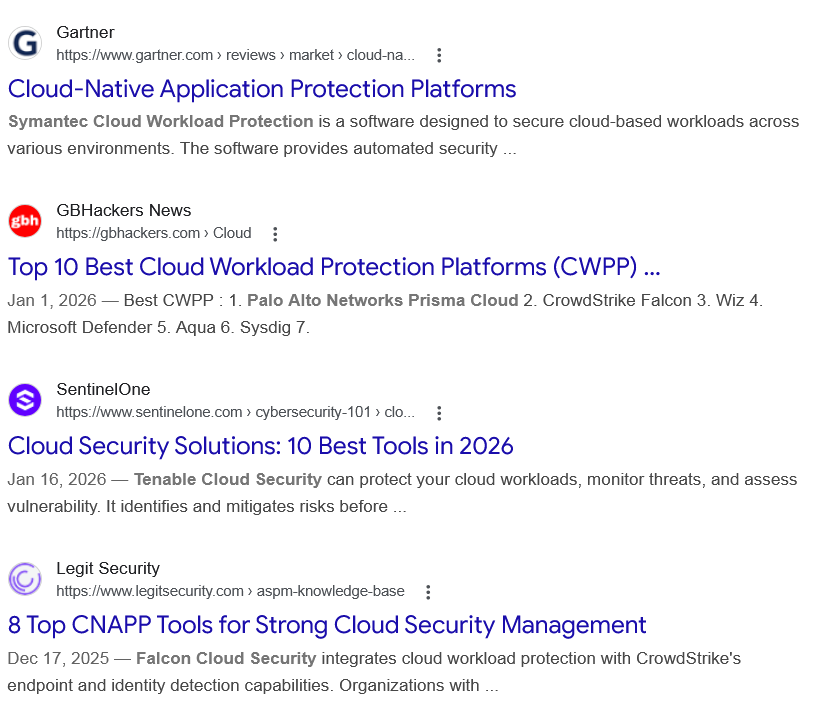 Gartner
https://www.gartner.com › reviews › market › cloud-na...
Cloud-Native Application Protection Platforms
Symantec Cloud Workload Protection is a software designed to secure cloud-based workloads across
various environments. The software provides automated security ...
gbh
GBHackers News
https://gbhackers.com › Cloud
Top 10 Best Cloud Workload Protection Platforms (CWPP) ...
Jan 1, 2026 — Best CWPP : 1. Palo Alto Networks Prisma Cloud 2. CrowdStrike Falcon 3. Wiz 4.
Microsoft Defender 5. Aqua 6. Sysdig 7.
SentinelOne
https://www.sentinelone.com › cybersecurity-101 › clo...
Cloud Security Solutions: 10 Best Tools in 2026
Jan 16, 2026 — Tenable Cloud Security can protect your cloud workloads, monitor threats, and assess
vulnerability. It identifies and mitigates risks before ...
Legit Security
https://www.legitsecurity.com › aspm-knowledge-base
8 Top CNAPP Tools for Strong Cloud Security Management
Dec 17, 2025 — Falcon Cloud Security integrates cloud workload protection with CrowdStrike's
endpoint and identity detection capabilities. Organizations with ...